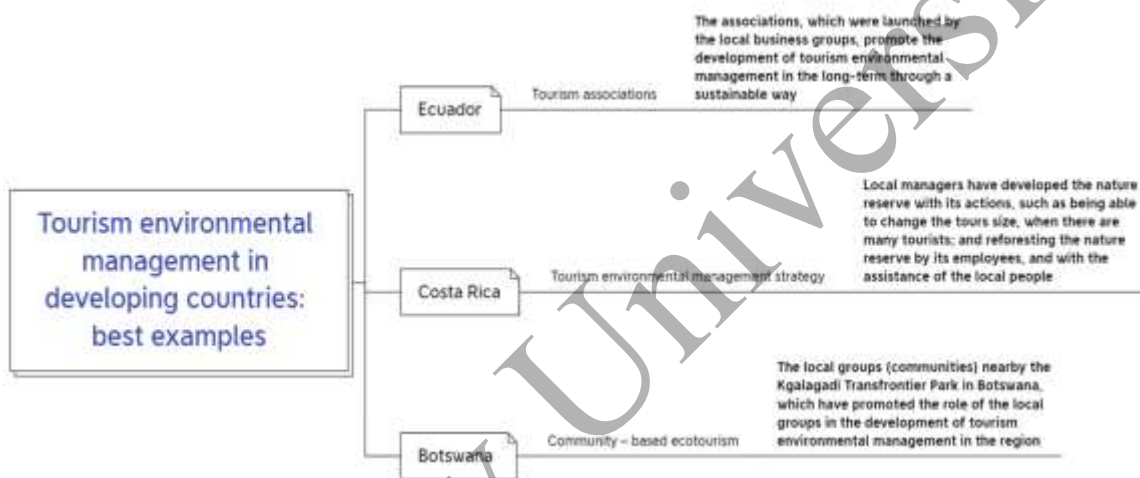 Tourism environmental
management in
developing countries:
best examples
Ecuador
Tourism associations
The associations, which were launched by
the local business groups, promote the
development of tourism environmental
management in the long-term through a
sustainable way
Costa Rica
Tourism environmental management strategy
Local managers have developed the nature
reserve with its actions, such as being able
to change the tours size, when there are
many tourists; and reforesting the nature
reserve by its employees, and with the
assistance of the local people
Botswana
Community – based ecotourism
The local groups (communities) nearby the
Kgalagadi Transfrontier Park in Botswana,
which have promoted the role of the local
groups in the development of tourism
environmental management in the region